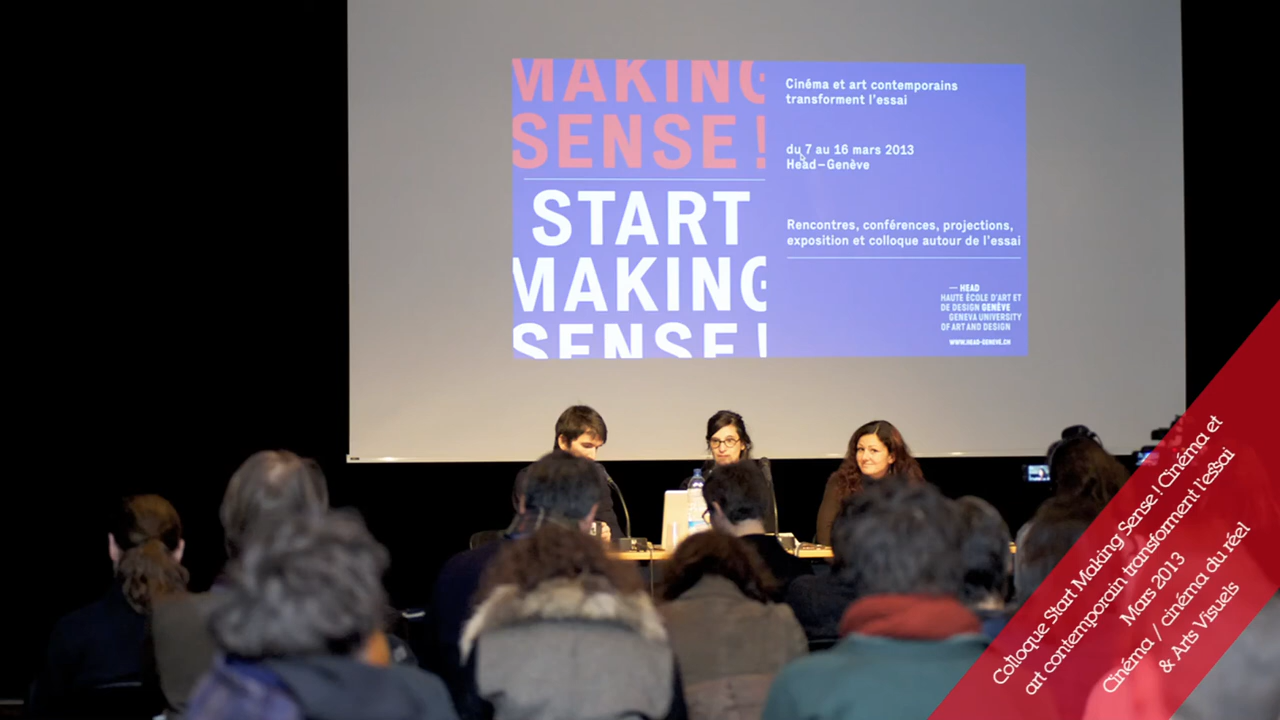 MAKING
SENSE !
START
MAKING
SENSE !
Cinéma et art contemporains
transforment l'essai
du 7 au 16 mars 2013
Head – Genève
Rencontres, conférences, projections,
exposition et colloque autour de l'essai
— HEAD
HAUTE ÉCOLE D'ART ET
DE DESIGN GENÈVE
GENEVA UNIVERSITY
OF ART AND DESIGN
WWW.HEAD-GENEVE.CH
Colloque Start Making Sense ! Cinéma et
art contemporain transforment l'essai
Mars 2013
Cinéma / cinéma du réel
& Arts Visuels